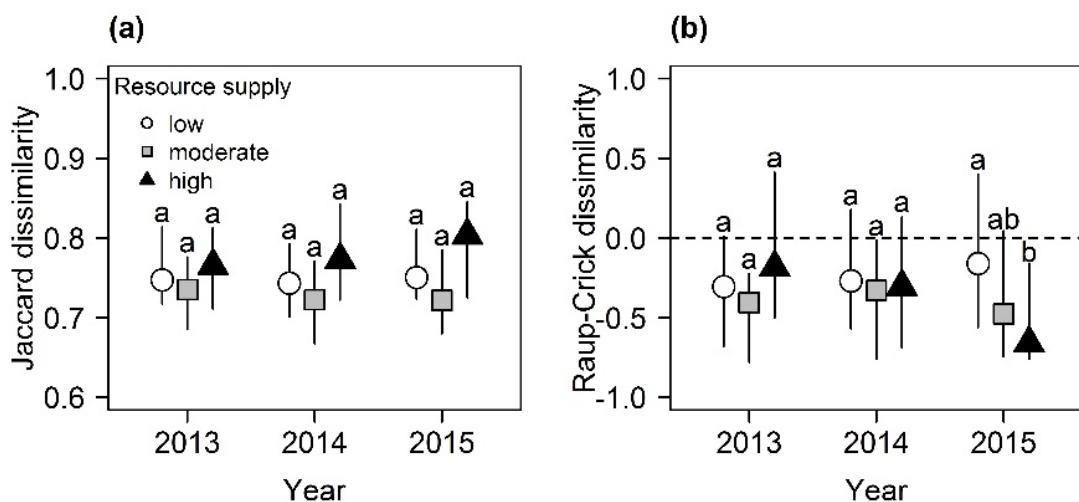 (a)
Jaccard dissimilarity
1.0
0.9
0.8
0.7
0.6
Resource supply
low
moderate
high
a a a
a a a
a a a
2013 2014 2015
Year
(b)
Raup-Crick dissimilarity
1.0
0.5
0.0
-0.5
-1.0
a a a
a a a
a ab b
2013 2014 2015
Year